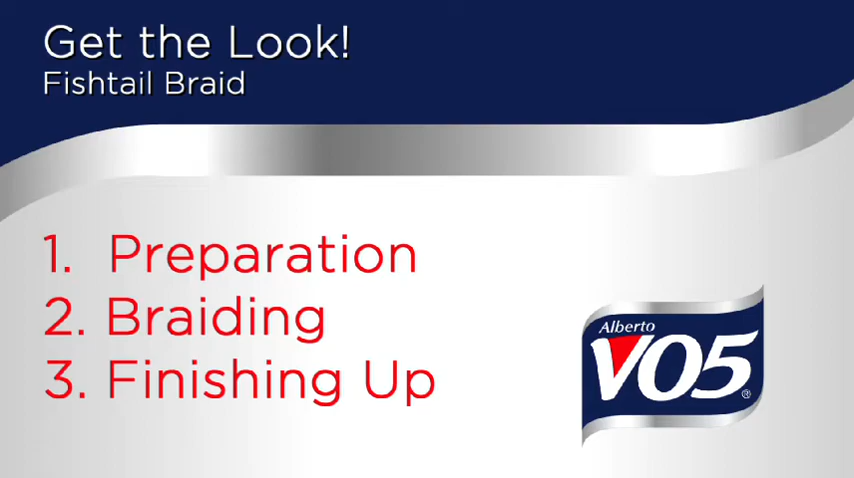 Get the Look!
Fishtail Braid
1. Preparation
2. Braiding
3. Finishing Up
Alberto
VO5®